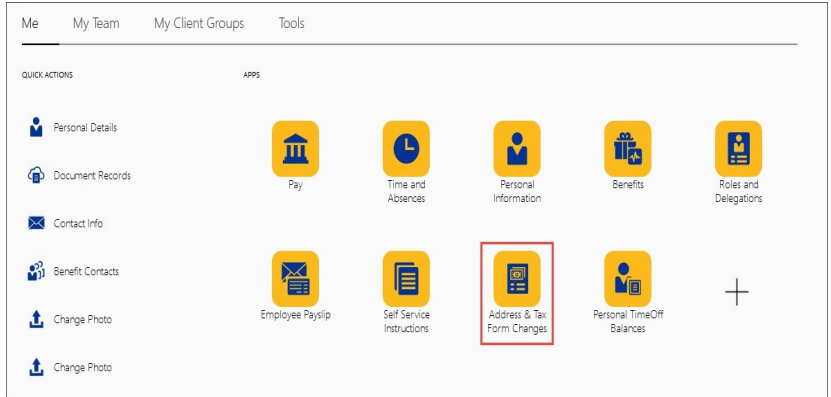 Me My Team My Client Groups Tools
QUICK ACTIONS
APPS
Personal Details
Document Records
Contact Info
Benefit Contacts
Change Photo
Change Photo
Pay
Time and
Absences
Personal
Information
Benefits
Roles and
Delegations
Employee Payslip
Self Service
Instructions
Address & Tax
Form Changes
Personal TimeOff
Balances